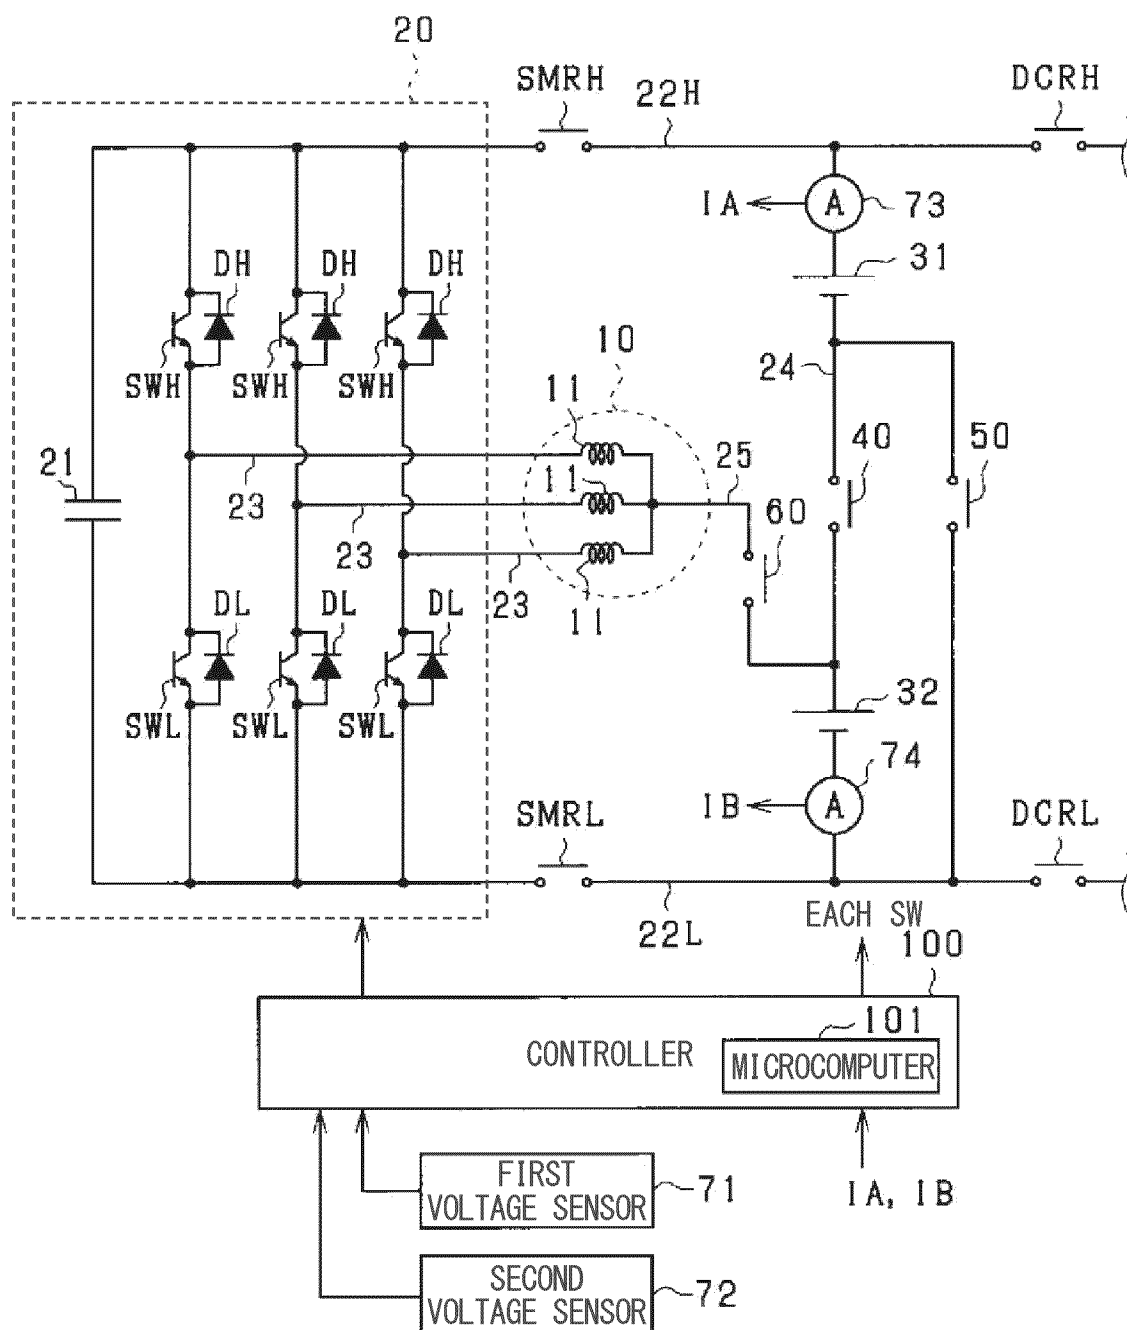 20
SMRH
22H
DCRH
IA
A
73
31
DH
DH
DH
SWH
SWH
SWH
10
24
11
40
50
21
23
11
25
60
23
23
11
DL
DL
DL
SWL
SWL
SWL
32
74
SMRL
IB
A
DCRL
22L
EACH SW
100
101
CONTROLLER
MICROCOMPUTER
FIRST
VOLTAGE SENSOR
71
IA, IB
SECOND
VOLTAGE SENSOR
72